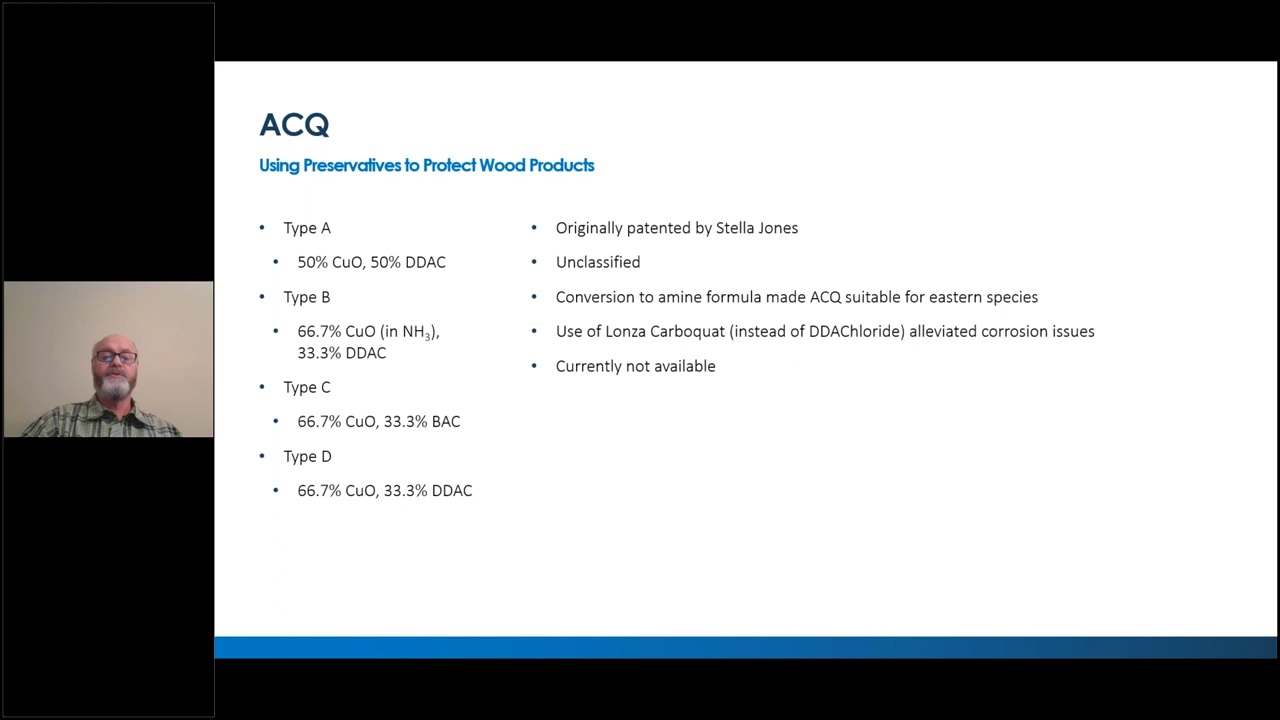 ACQ
Using Preservatives to Protect Wood Products
• Type A
• 50% CuO, 50% DDAC
• Type B
• 66.7% CuO (in NH₃),
33.3% DDAC
• Type C
• 66.7% CuO, 33.3% BAC
• Type D
• 66.7% CuO, 33.3% DDAC
• Originally patented by Stella Jones
• Unclassified
• Conversion to amine formula made ACQ suitable for eastern species
• Use of Lonza Carboquat (instead of DDAChloride) alleviated corrosion issues
• Currently not available